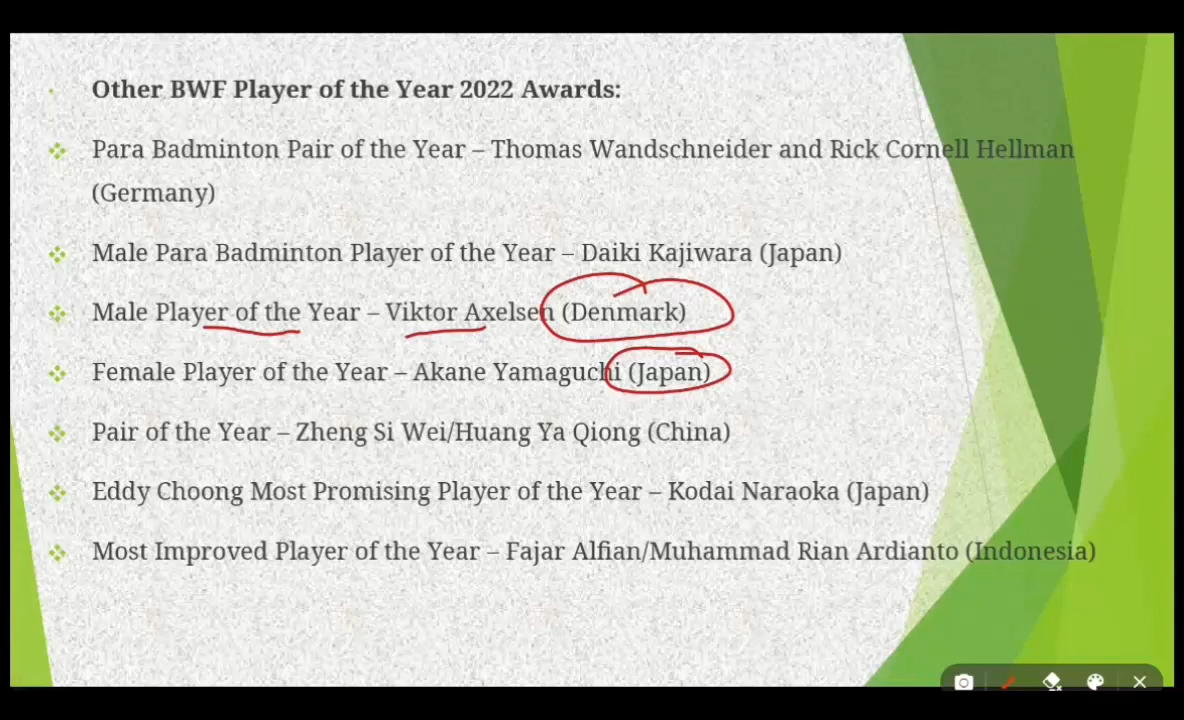 Other BWF Player of the Year 2022 Awards:
Para Badminton Pair of the Year – Thomas Wandschneider and Rick Cornell Hellman
(Germany)
Male Para Badminton Player of the Year – Daiki Kajiwara (Japan)
Male Player of the Year – Viktor Axelsen (Denmark)
Female Player of the Year – Akane Yamaguchi (Japan)
Pair of the Year – Zheng Si Wei/Huang Ya Qiong (China)
Eddy Choong Most Promising Player of the Year – Kodai Naraoka (Japan)
Most Improved Player of the Year – Fajar Alfian/Muhammad Rian Ardianto (Indonesia)